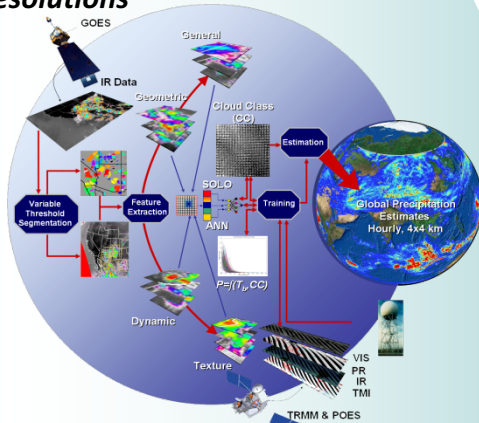 esolutions
GOES
IR Data
General
Geometric
Cloud Class
(CC)
Estimation
SOLO
Variable
Threshold
Segmentation
Feature
Extraction
Training
ANN
Global Precipitation
Estimates
Hourly, 4x4 km
P=f(Tb,CC)
Dynamic
Texture
VIS
PR
IR
TMI
TRMM & POES